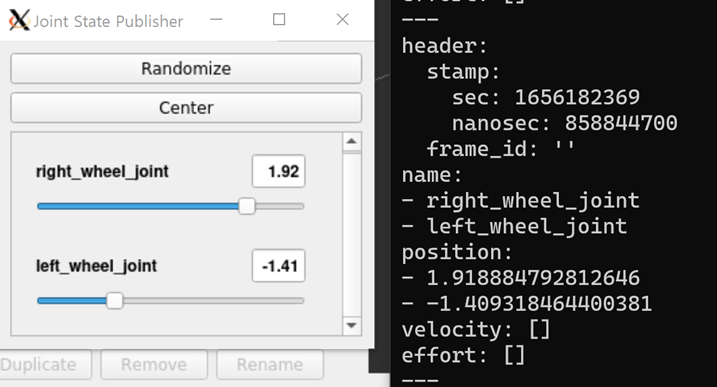 Joint State Publisher
Randomize
Center
right_wheel_joint 1.92
left_wheel_joint -1.41
Duplicate Remove Rename
effort: []
---
header:
  stamp:
    sec: 1656182369
    nanosec: 858844700
  frame_id: ''
name:
- right_wheel_joint
- left_wheel_joint
position:
- 1.918884792812646
- -1.409318464400381
velocity: []
effort: []
---